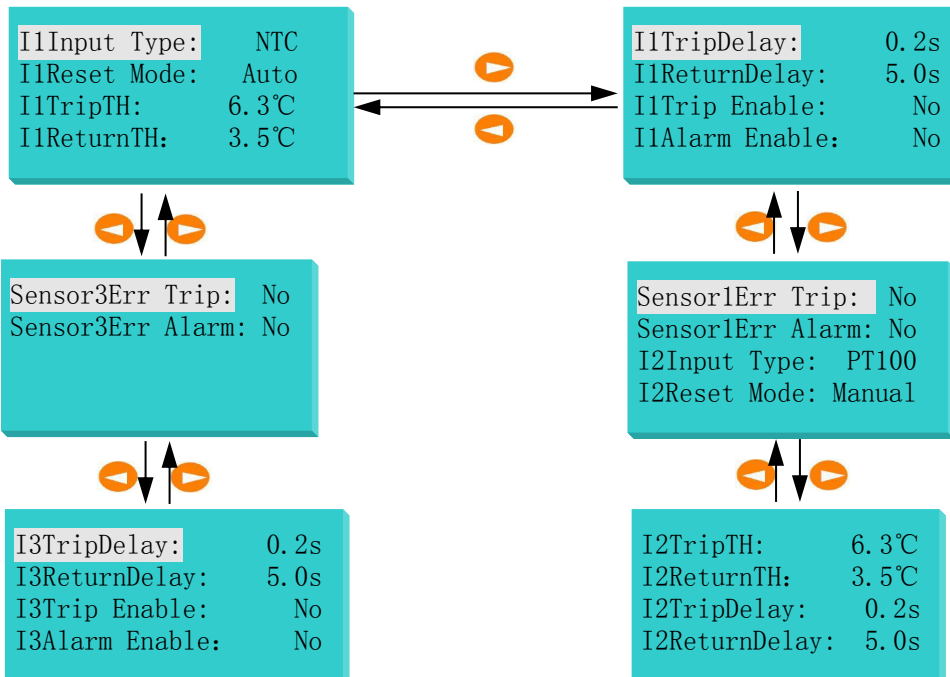 I1Input Type: NTC
I1Reset Mode: Auto
I1TripTH: 6.3℃
I1ReturnTH： 3.5℃
I1TripDelay: 0.2s
I1ReturnDelay: 5.0s
I1Trip Enable: No
I1Alarm Enable： No
Sensor3Err Trip: No
Sensor3Err Alarm: No
Sensor1Err Trip: No
Sensor1Err Alarm: No
I2Input Type: PT100
I2Reset Mode: Manual
I3TripDelay: 0.2s
I3ReturnDelay: 5.0s
I3Trip Enable: No
I3Alarm Enable： No
I2TripTH: 6.3℃
I2ReturnTH： 3.5℃
I2TripDelay: 0.2s
I2ReturnDelay: 5.0s